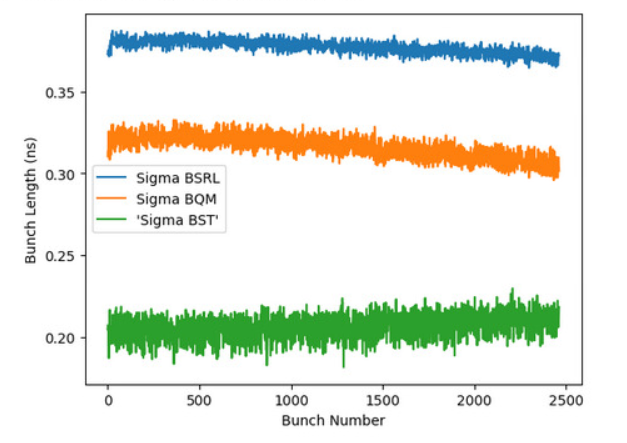 Bunch Length (ns)
0.35
0.30
0.25
0.20
Sigma BSRL
Sigma BQM
'Sigma BST'
0 500 1000 1500 2000 2500
Bunch Number